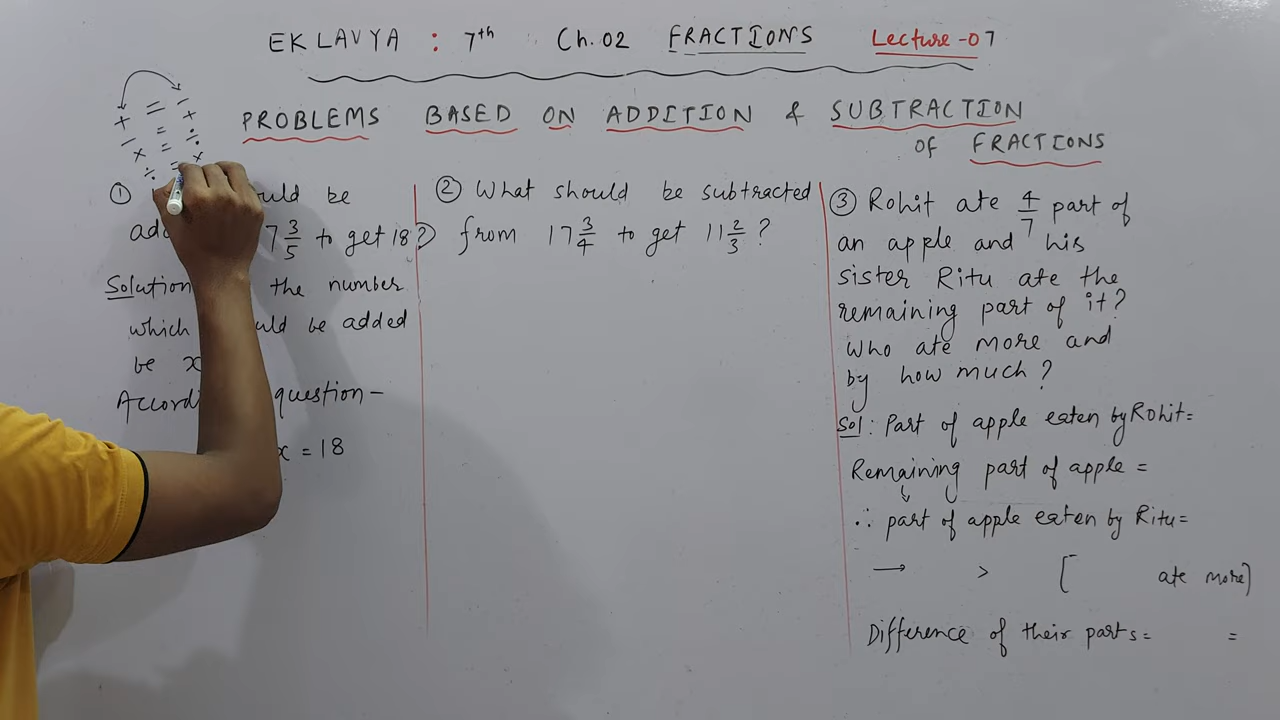 EKLAVYA : 7th Ch.02 FRACTIONS Lecture-07
PROBLEMS BASED ON ADDITION & SUBTRACTION
OF FRACTIONS
+ = -
- = +
× = ÷
÷ = ×
① be
7 3/5 to get 18?
Solution the number
which be added
be x
question-
x = 18
② What should be subtracted
from 17 3/4 to get 11 2/3 ?
③ Rohit ate 4/7 part of
an apple and his
sister Ritu ate the
remaining part of it?
Who ate more and
by how much?
Sol: Part of apple eaten by Rohit=
Remaining part of apple =
∴ part of apple eaten by Ritu=
→ > [ ate more]
Difference of their parts= =